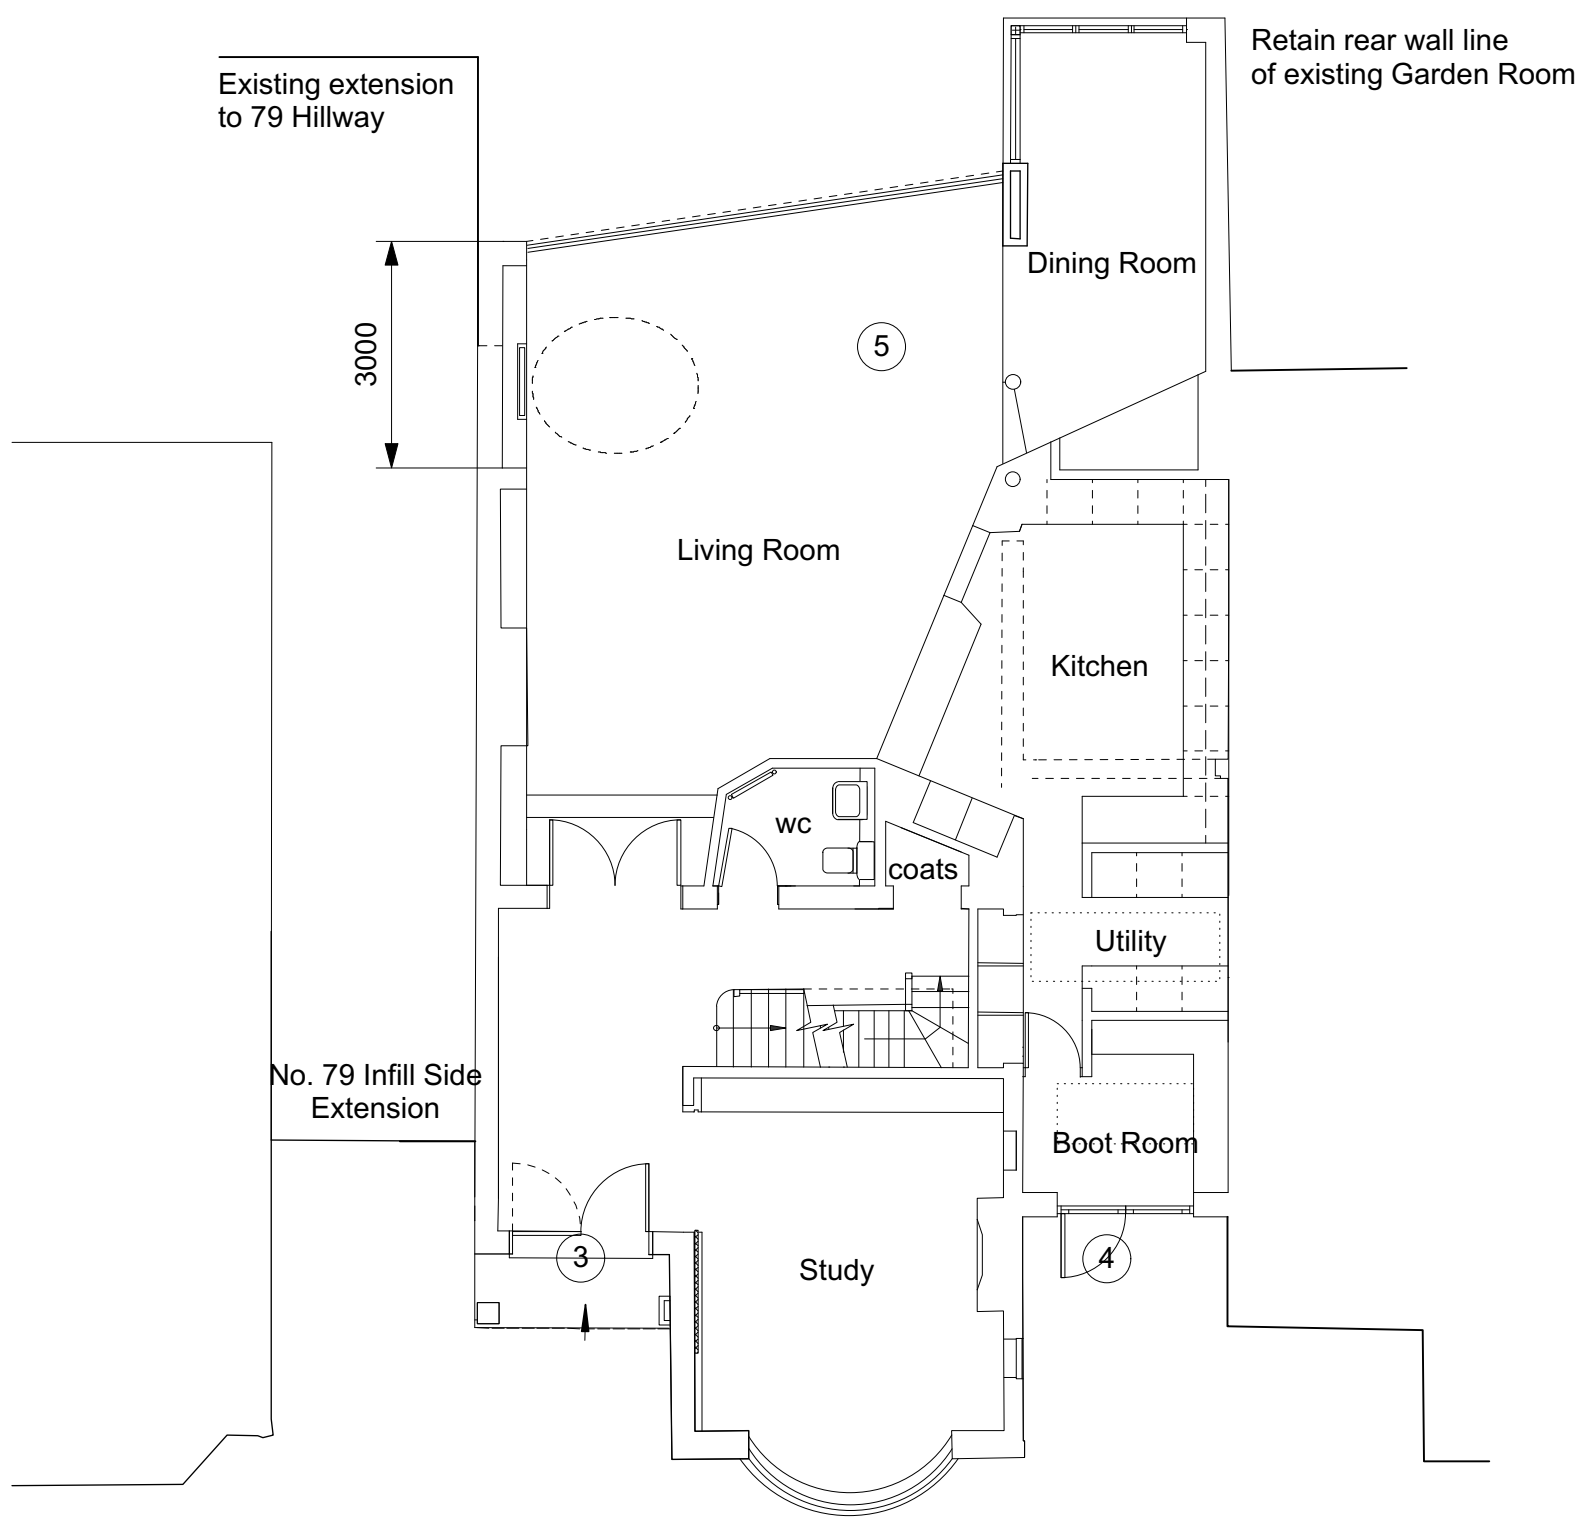 Retain rear wall line
of existing Garden Room
Existing extension
to 79 Hillway
Dining Room
3000
5
Living Room
Kitchen
wc
coats
Utility
No. 79 Infill Side
Extension
Boot Room
3
Study
4